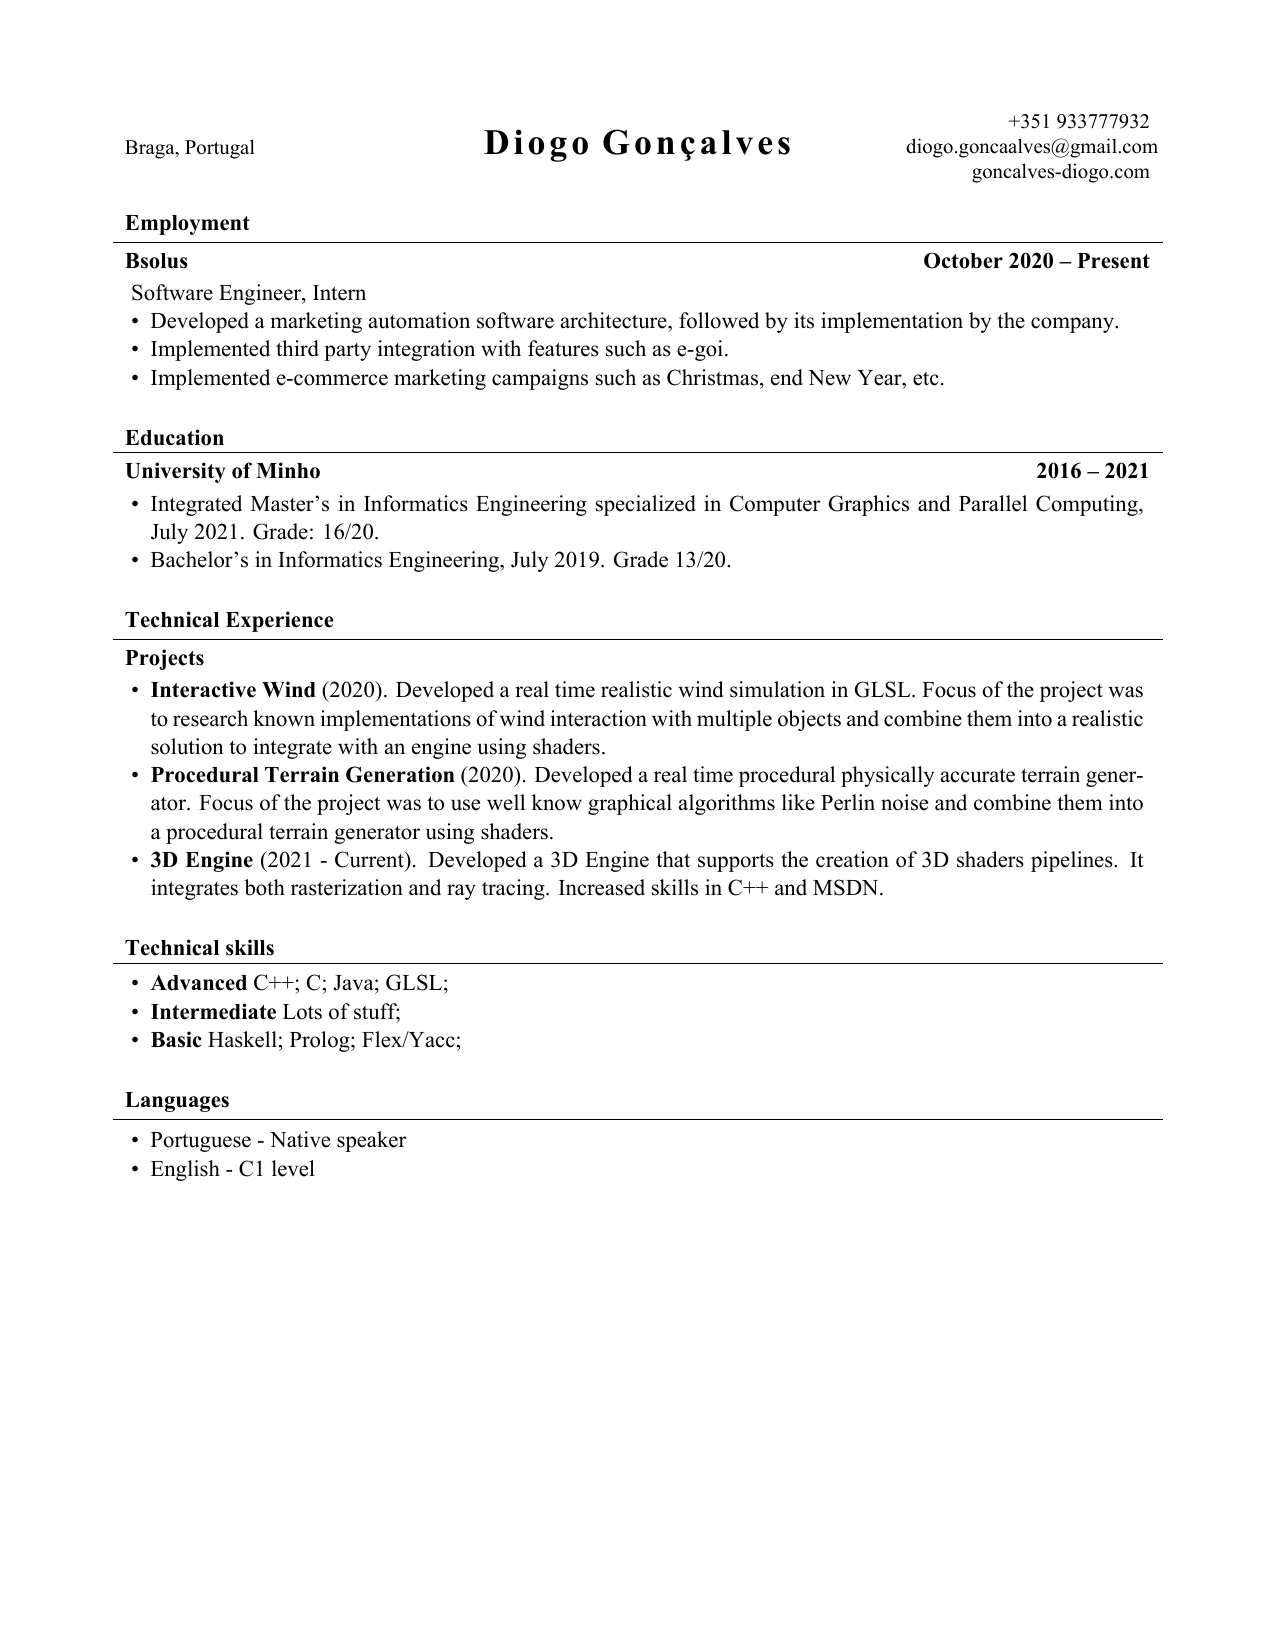 Braga, Portugal
Diogo Gonçalves
+351 933777932
diogo.goncaalves@gmail.com
goncalves-diogo.com
Employment
Bsolus October 2020 – Present
Software Engineer, Intern
• Developed a marketing automation software architecture, followed by its implementation by the company.
• Implemented third party integration with features such as e-goi.
• Implemented e-commerce marketing campaigns such as Christmas, end New Year, etc.
Education
University of Minho 2016 – 2021
• Integrated Master’s in Informatics Engineering specialized in Computer Graphics and Parallel Computing,
July 2021. Grade: 16/20.
• Bachelor’s in Informatics Engineering, July 2019. Grade 13/20.
Technical Experience
Projects
• Interactive Wind (2020). Developed a real time realistic wind simulation in GLSL. Focus of the project was
to research known implementations of wind interaction with multiple objects and combine them into a realistic
solution to integrate with an engine using shaders.
• Procedural Terrain Generation (2020). Developed a real time procedural physically accurate terrain gener-
ator. Focus of the project was to use well know graphical algorithms like Perlin noise and combine them into
a procedural terrain generator using shaders.
• 3D Engine (2021 - Current). Developed a 3D Engine that supports the creation of 3D shaders pipelines. It
integrates both rasterization and ray tracing. Increased skills in C++ and MSDN.
Technical skills
• Advanced C++; C; Java; GLSL;
• Intermediate Lots of stuff;
• Basic Haskell; Prolog; Flex/Yacc;
Languages
• Portuguese - Native speaker
• English - C1 level